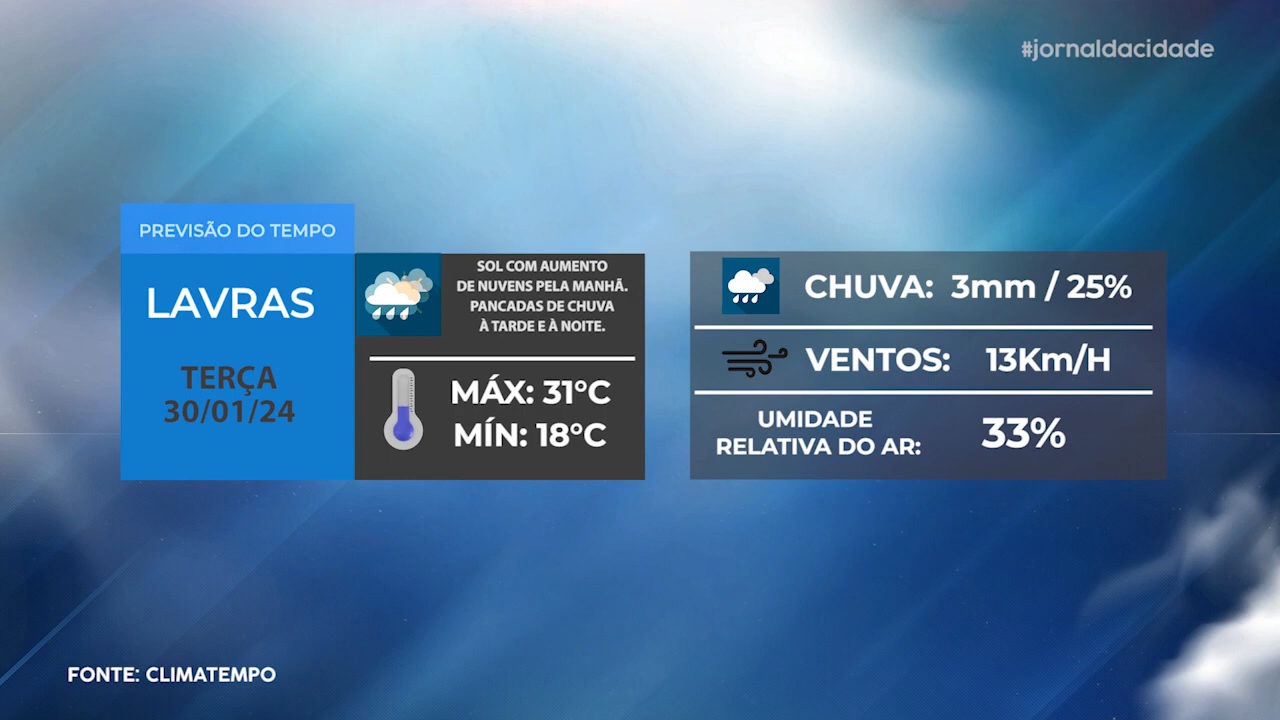 #jornaldacidade
PREVISÃO DO TEMPO
LAVRAS
TERÇA
30/01/24
SOL COM AUMENTO
DE NUVENS PELA MANHÃ.
PANCADAS DE CHUVA
À TARDE E À NOITE.
MÁX: 31°C
MÍN: 18°C
CHUVA: 3mm / 25%
VENTOS: 13Km/H
UMIDADE
RELATIVA DO AR: 33%
FONTE: CLIMATEMPO